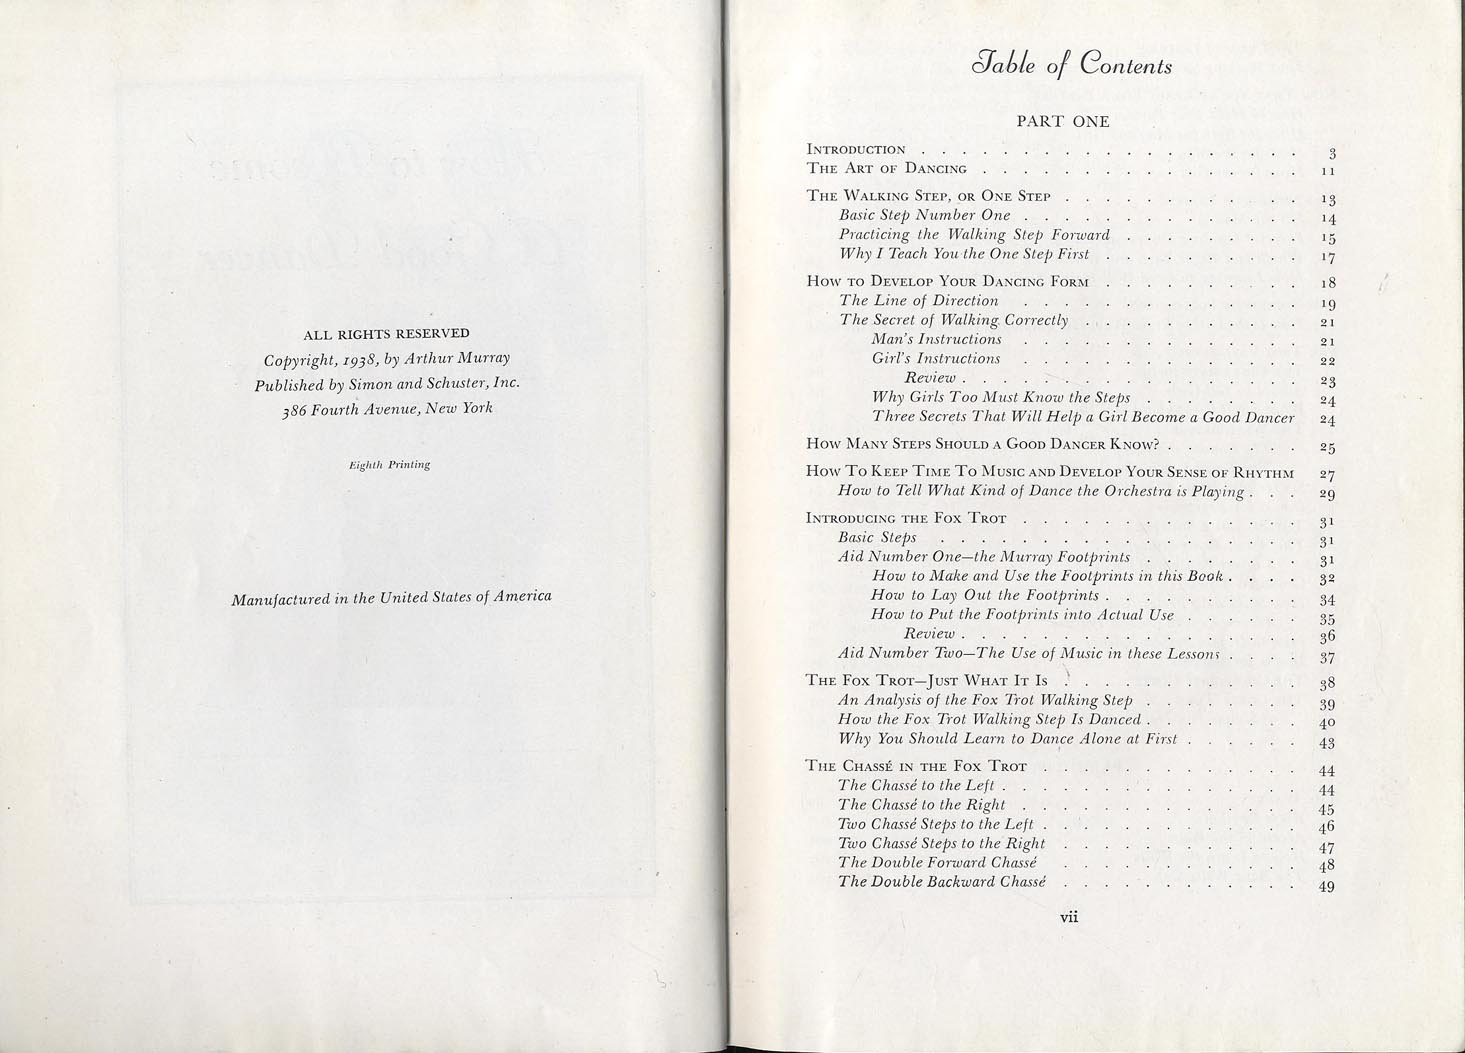 ALL RIGHTS RESERVED
Copyright, 1938, by Arthur Murray
Published by Simon and Schuster, Inc.
386 Fourth Avenue, New York
Eighth Printing
Manufactured in the United States of America
Table of Contents
PART ONE
INTRODUCTION . . . . . . . . . . . . . . . . . . . 3
THE ART OF DANCING . . . . . . . . . . . . . . . . 11
THE WALKING STEP, OR ONE STEP . . . . . . . . . . . . 13
Basic Step Number One . . . . . . . . . . . . . . 14
Practicing the Walking Step Forward . . . . . . . . . 15
Why I Teach You the One Step First . . . . . . . . . . 17
HOW TO DEVELOP YOUR DANCING FORM . . . . . . . . . . 18
The Line of Direction . . . . . . . . . . . . . . 19
The Secret of Walking Correctly . . . . . . . . . . . 21
Man's Instructions . . . . . . . . . . . . . . 21
Girl's Instructions . . . . . . . . . . . . . . 22
Review . . . . . . . . . . . . . . . . . 23
Why Girls Too Must Know the Steps . . . . . . . . 24
Three Secrets That Will Help a Girl Become a Good Dancer 24
HOW MANY STEPS SHOULD A GOOD DANCER KNOW? . . . . . . . 25
HOW TO KEEP TIME TO MUSIC AND DEVELOP YOUR SENSE OF RHYTHM 27
How to Tell What Kind of Dance the Orchestra is Playing . . . 29
INTRODUCING THE FOX TROT . . . . . . . . . . . . . . 31
Basic Steps . . . . . . . . . . . . . . . . . . 31
Aid Number One—the Murray Footprints . . . . . . . . 31
How to Make and Use the Footprints in this Book . . . . 32
How to Lay Out the Footprints . . . . . . . . . . 34
How to Put the Footprints into Actual Use . . . . . . 35
Review . . . . . . . . . . . . . . . . . 36
Aid Number Two—The Use of Music in these Lessons . . . . 37
THE FOX TROT—JUST WHAT IT IS . . . . . . . . . . . . 38
An Analysis of the Fox Trot Walking Step . . . . . . . . 39
How the Fox Trot Walking Step Is Danced . . . . . . . . 40
Why You Should Learn to Dance Alone at First . . . . . . 43
THE CHASSÉ IN THE FOX TROT . . . . . . . . . . . . . 44
The Chassé to the Left . . . . . . . . . . . . . . . 44
The Chassé to the Right . . . . . . . . . . . . . . 45
Two Chassé Steps to the Left . . . . . . . . . . . . . 46
Two Chassé Steps to the Right . . . . . . . . . . . . 47
The Double Forward Chassé . . . . . . . . . . . . 48
The Double Backward Chassé . . . . . . . . . . . . 49
vii